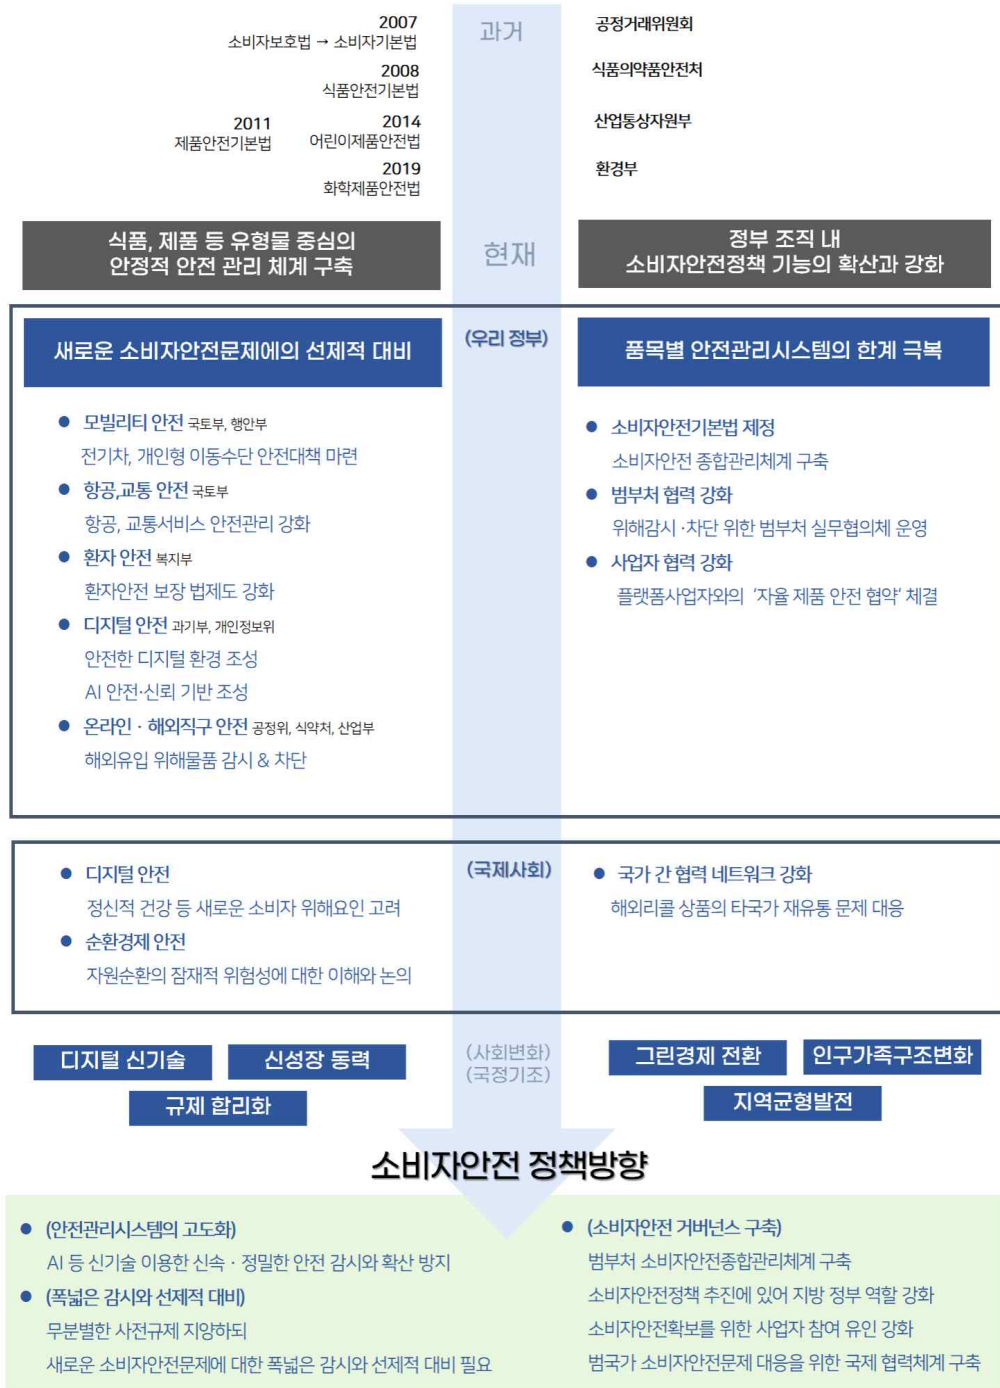 2007
소비자보호법 → 소비자기본법
2008
식품안전기본법
2011
제품안전기본법
2014
어린이제품안전법
2019
화학제품안전법
과거
공정거래위원회
식품의약품안전처
산업통상자원부
환경부
식품, 제품 등 유형물 중심의
안정적 안전 관리 체계 구축
현재
정부 조직 내
소비자안전정책 기능의 확산과 강화
새로운 소비자안전문제에의 선제적 대비
(우리 정부)
품목별 안전관리시스템의 한계 극복
● 모빌리티 안전 국토부, 행안부
전기차, 개인형 이동수단 안전대책 마련
● 항공,교통 안전 국토부
항공, 교통서비스 안전관리 강화
● 환자 안전 복지부
환자안전 보장 법제도 강화
● 디지털 안전 과기부, 개인정보위
안전한 디지털 환경 조성
AI 안전·신뢰 기반 조성
● 온라인 · 해외직구 안전 공정위, 식약처, 산업부
해외유입 위해물품 감시 & 차단
● 소비자안전기본법 제정
소비자안전 종합관리체계 구축
● 범부처 협력 강화
위해감시 ·차단 위한 범부처 실무협의체 운영
● 사업자 협력 강화
플랫폼사업자와의 '자율 제품 안전 협약' 체결
● 디지털 안전
정신적 건강 등 새로운 소비자 위해요인 고려
● 순환경제 안전
자원순환의 잠재적 위험성에 대한 이해와 논의
(국제사회)
● 국가 간 협력 네트워크 강화
해외리콜 상품의 타국가 재유통 문제 대응
디지털 신기술
신성장 동력
규제 합리화
(사회변화)
(국정기조)
그린경제 전환
인구가족구조변화
지역균형발전
소비자안전 정책방향
● (안전관리시스템의 고도화)
AI 등 신기술 이용한 신속 · 정밀한 안전 감시와 확산 방지
● (폭넓은 감시와 선제적 대비)
무분별한 사전규제 지양하되
새로운 소비자안전문제에 대한 폭넓은 감시와 선제적 대비 필요
● (소비자안전 거버넌스 구축)
범부처 소비자안전종합관리체계 구축
소비자안전정책 추진에 있어 지방 정부 역할 강화
소비자안전확보를 위한 사업자 참여 유인 강화
범국가 소비자안전문제 대응을 위한 국제 협력체계 구축